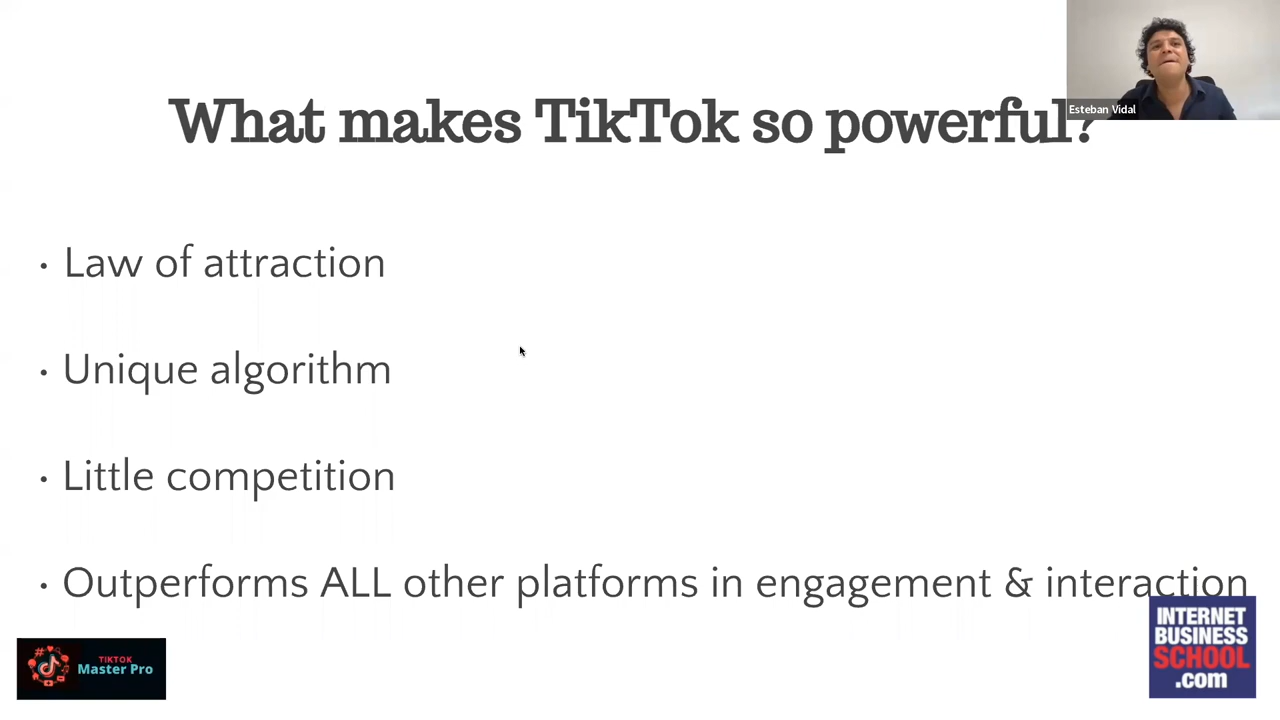 What makes TikTok so powerful?
Esteban Vidal
• Law of attraction
• Unique algorithm
• Little competition
• Outperforms ALL other platforms in engagement & interaction
TIKTOK
Master Pro
INTERNET
BUSINESS
SCHOOL
.com